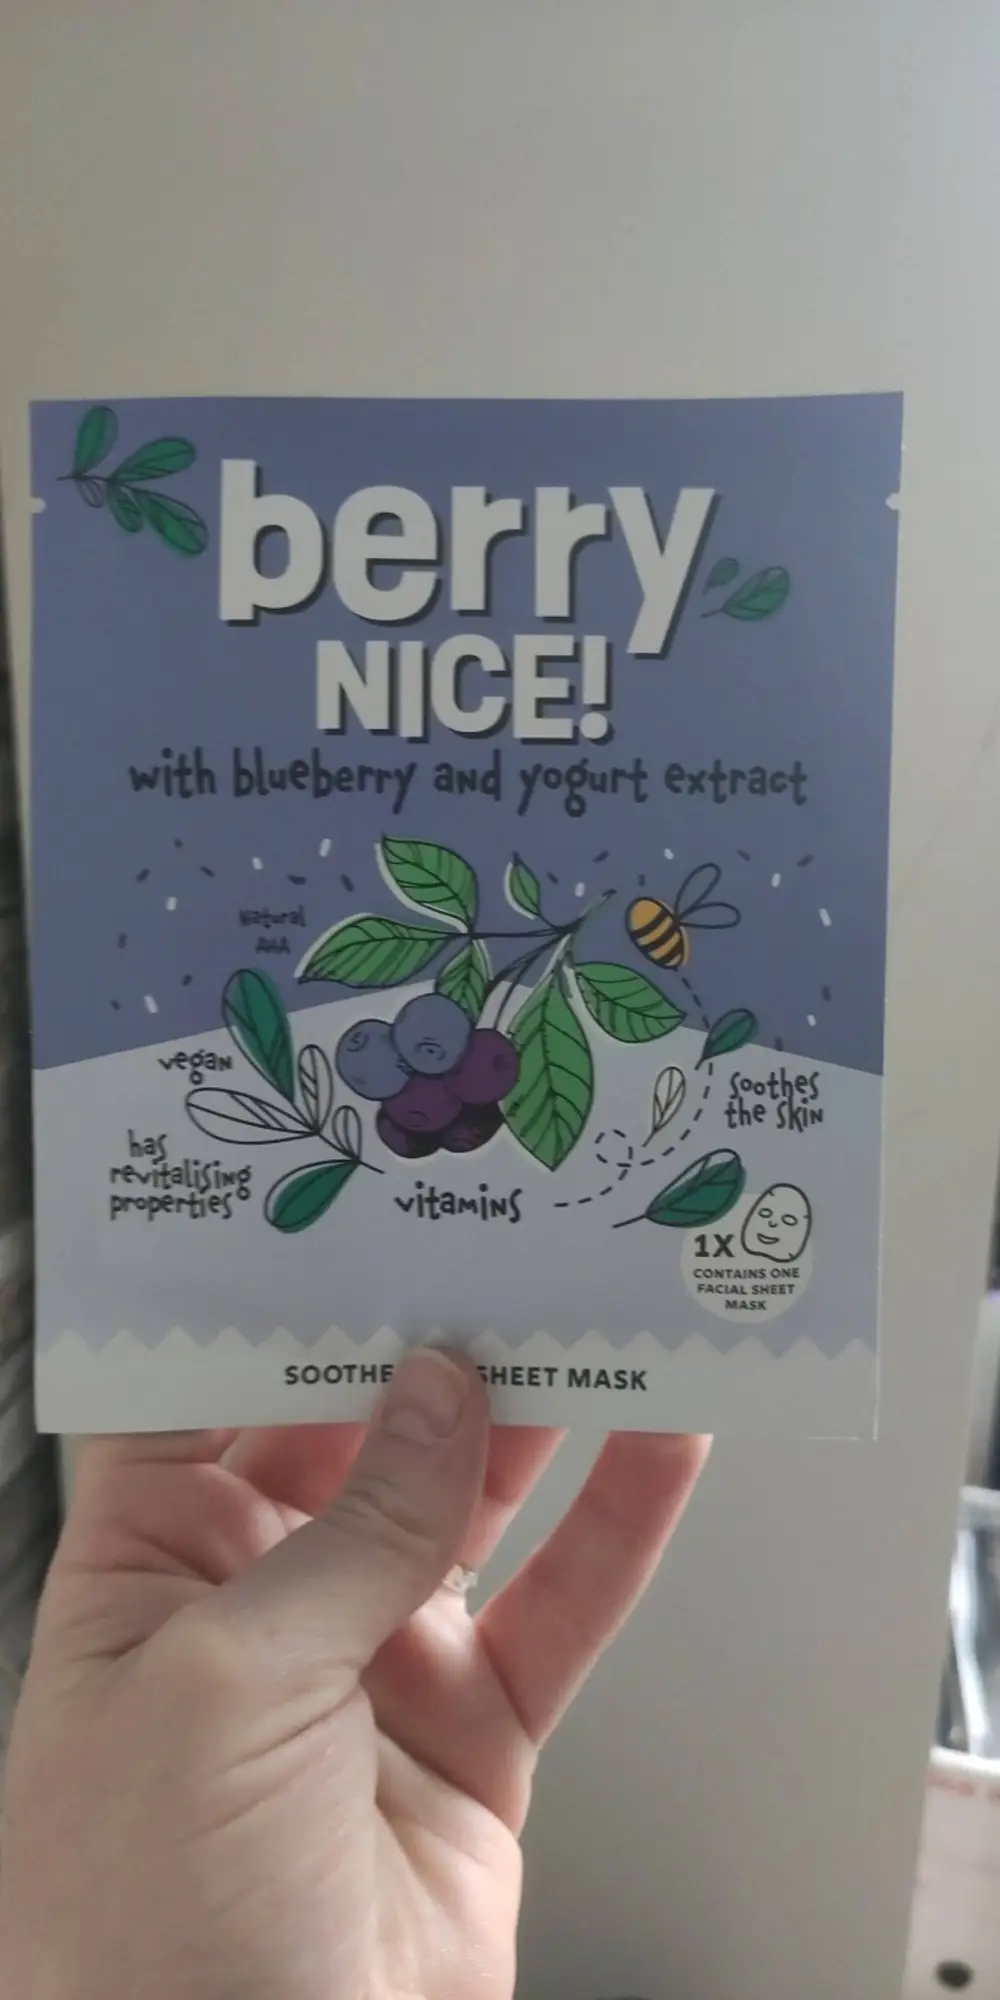 berry
NICE!
with blueberry and yogurt extract
Natural
AHA
vegan
has
revitalising
properties
vitamins
soothes
the skin
1X
CONTAINS ONE
FACIAL SHEET
MASK
SOOTHE SHEET MASK